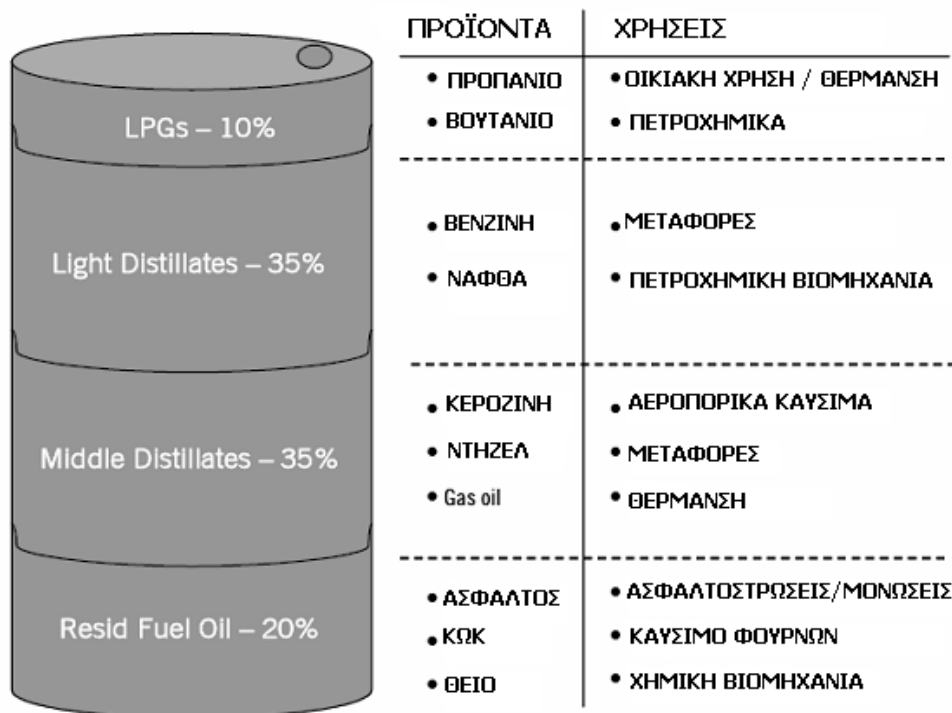 ΠΡΟΪΟΝΤΑ ΧΡΗΣΕΙΣ
LPGs – 10%
• ΠΡΟΠΑΝΙΟ • ΟΙΚΙΑΚΗ ΧΡΗΣΗ / ΘΕΡΜΑΝΣΗ
• ΒΟΥΤΑΝΙΟ • ΠΕΤΡΟΧΗΜΙΚΑ
Light Distillates – 35%
• ΒΕΝΖΙΝΗ • ΜΕΤΑΦΟΡΕΣ
• ΝΑΦΘΑ • ΠΕΤΡΟΧΗΜΙΚΗ ΒΙΟΜΗΧΑΝΙΑ
Middle Distillates – 35%
• ΚΕΡΟΖΙΝΗ • ΑΕΡΟΠΟΡΙΚΑ ΚΑΥΣΙΜΑ
• ΝΤΗΖΕΛ • ΜΕΤΑΦΟΡΕΣ
• Gas oil • ΘΕΡΜΑΝΣΗ
Resid Fuel Oil – 20%
• ΑΣΦΑΛΤΟΣ • ΑΣΦΑΛΤΟΣΤΡΩΣΕΙΣ/ΜΟΝΩΣΕΙΣ
• ΚΩΚ • ΚΑΥΣΙΜΟ ΦΟΥΡΝΩΝ
• ΘΕΙΟ • ΧΗΜΙΚΗ ΒΙΟΜΗΧΑΝΙΑ